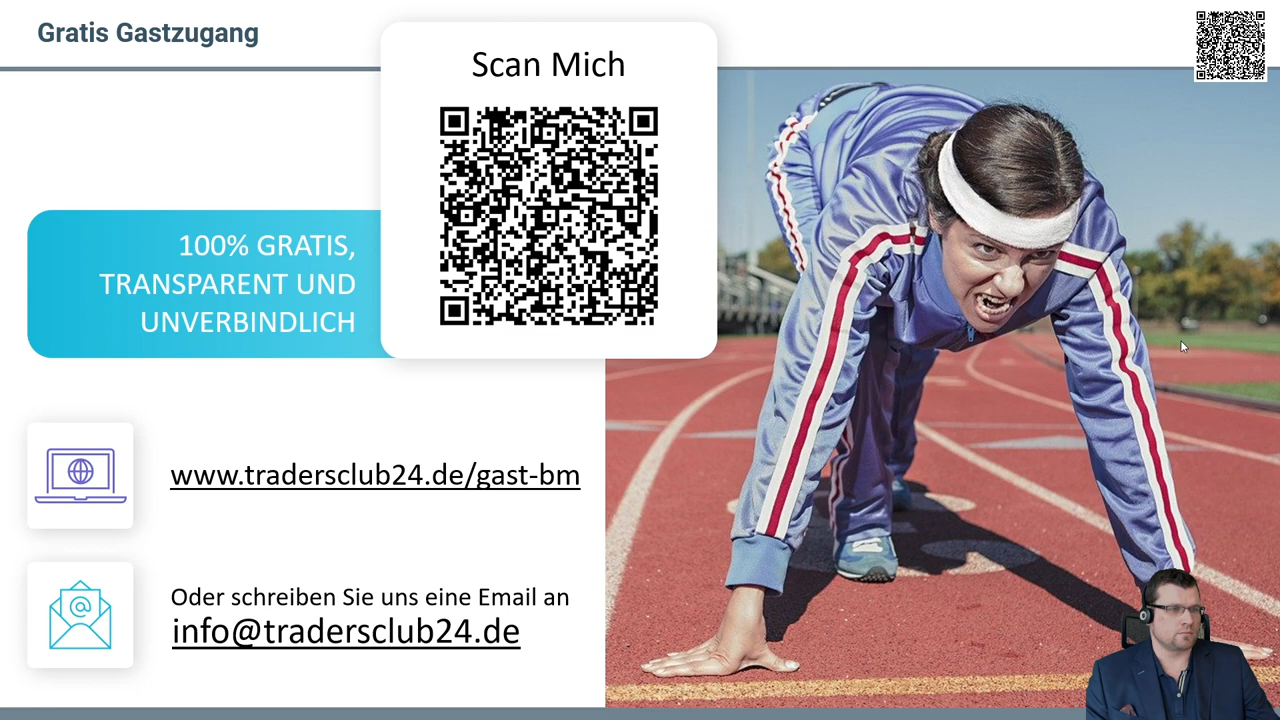 Gratis Gastzugang
Scan Mich
100% GRATIS,
TRANSPARENT UND
UNVERBINDLICH
www.tradersclub24.de/gast-bm
Oder schreiben Sie uns eine Email an
info@tradersclub24.de